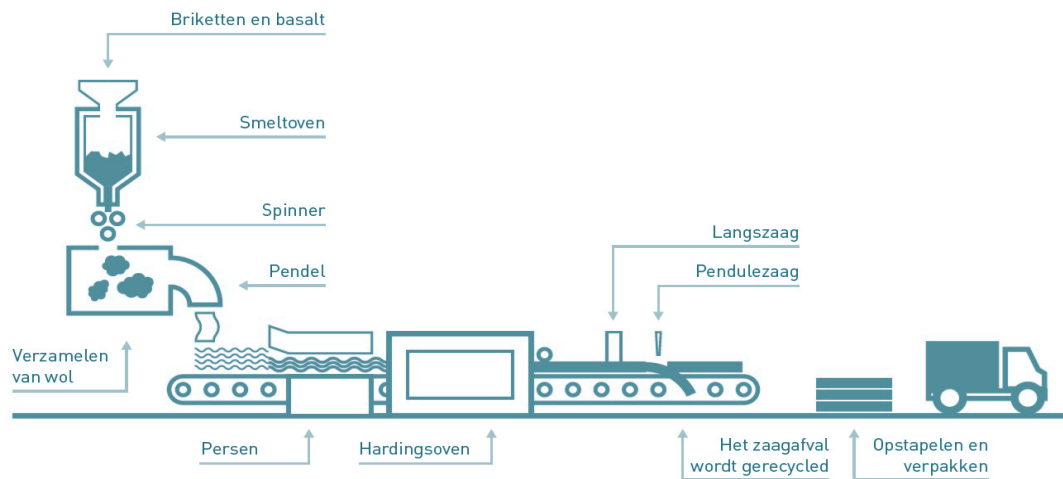 Briketten en basalt
Smeltoven
Spinner
Pendel
Verzamelen
van wol
Persen
Hardingsoven
Langszaag
Pendulezaag
Het zaagafval
wordt gerecycled
Opstapelen en
verpakken